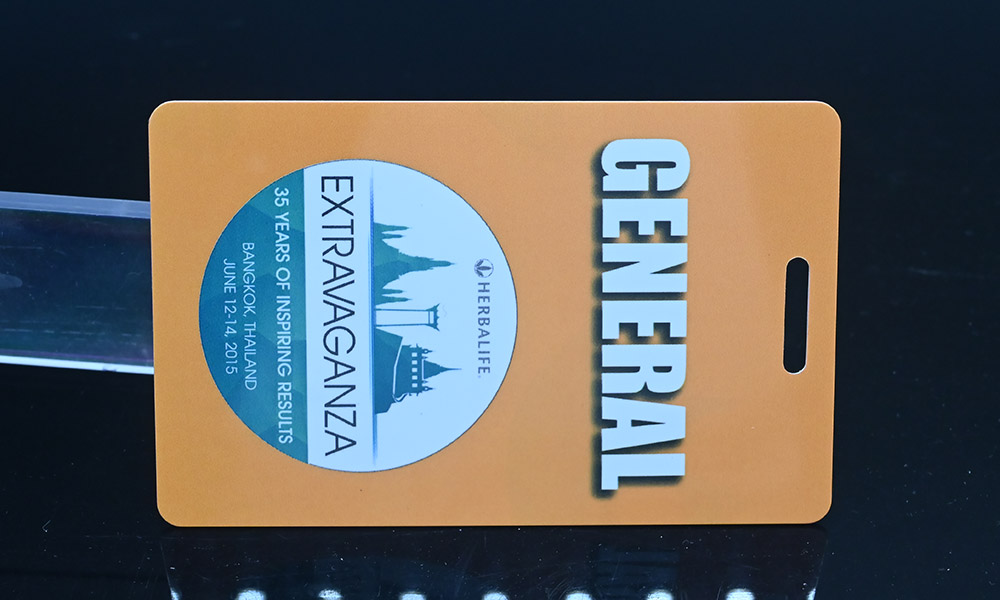 GENERAL
HERBALIFE
EXTRAVAGANZA
35 YEARS OF INSPIRING RESULTS
BANGKOK, THAILAND
JUNE 12-14, 2015